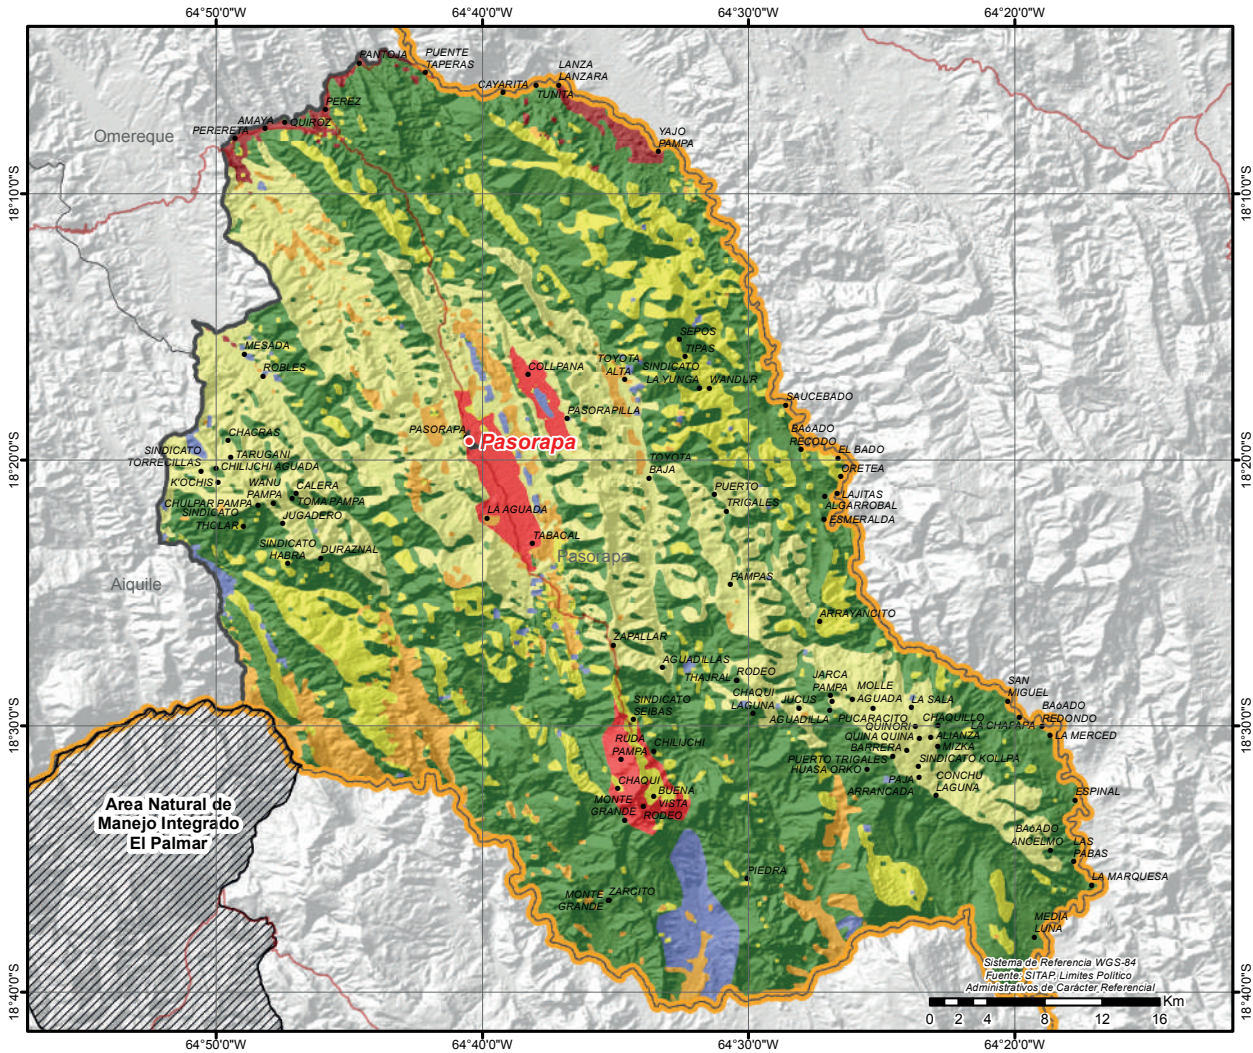 64°50'0"W
64°40'0"W
64°30'0"W
64°20'0"W
PANTOJA
PUENTE
TAPERAS
LANZA
LANZARA
CAYARITA
TUNITA
PEREZ
AMAYA
QUIROZ
PERERETA
Omereque
YAJO
PAMPA
18°10'0"S
18°10'0"S
SEPOS
TIPAS
MESADA
ROBLES
COLLPANA
TOYOTA
ALTA
SINDICATO
LA YUNGA
WANDU'R
SAUCEBADO
PASORAPILLA
PASORAPA
Pasorapa
BAóADO
RECODO
EL BADO
CHACRAS
SINDICATO
TORRECILLAS
TARUGANI
CHILIJCHI AGUADA
18°20'0"S
18°20'0"S
TOYOTA
BAJA
ORETEA
K'OCHIS
WAÑU
PAMPA
CALERA
TOMA PAMPA
CHULPAR PAMPA
SINDICATO
THOLAR
JUGADERO
PUERTO
TRIGALES
LAJITAS
ALGARROBAL
ESMERALDA
LA AGUADA
TABACAL
SINDICATO
HABRA
DURAZNAL
Pasorapa
Aiquile
PAMPAS
ARRAYANCITO
ZAPALLAR
AGUADILLAS
THAJRAL
RODEO
CHAQUI
LAGUNA
JARCA
PAMPA
MOLLE
AGUADA
JUCUS
AGUADILLA
LA SALA
SAN
MIGUEL
SINDICATO
SEIBAS
PUCARACITO
CHAQUILLO
BAóADO
REDONDO
QUINORI
LA CHAPAPA
18°30'0"S
18°30'0"S
QUINA QUINA
ALIANZA
LA MERCED
RUDA
PAMPA
CHILIJCHI
BARRERA
MIZKA
PUERTO TRIGALES
SINDICATO KOLLPA
HUASA ORKO
CHAQUI
PAJA
ARRANCADA
CONCHU
LAGUNA
MONTE
GRANDE
BUENA
VISTA
RODEO
ESPINAL
Area Natural de
Manejo Integrado
El Palmar
BAóADO
ANCELMO
LAS
PABAS
PIEDRA
LA MARQUESA
MONTE
GRANDE
ZARCITO
MEDIA
LUNA
Sistema de Referencia WGS-84
Fuente: SITAP, Limites Político
Administrativos de Carácter Referencial
18°40'0"S
18°40'0"S
Km
0 2 4 8 12 16
64°50'0"W
64°40'0"W
64°30'0"W
64°20'0"W